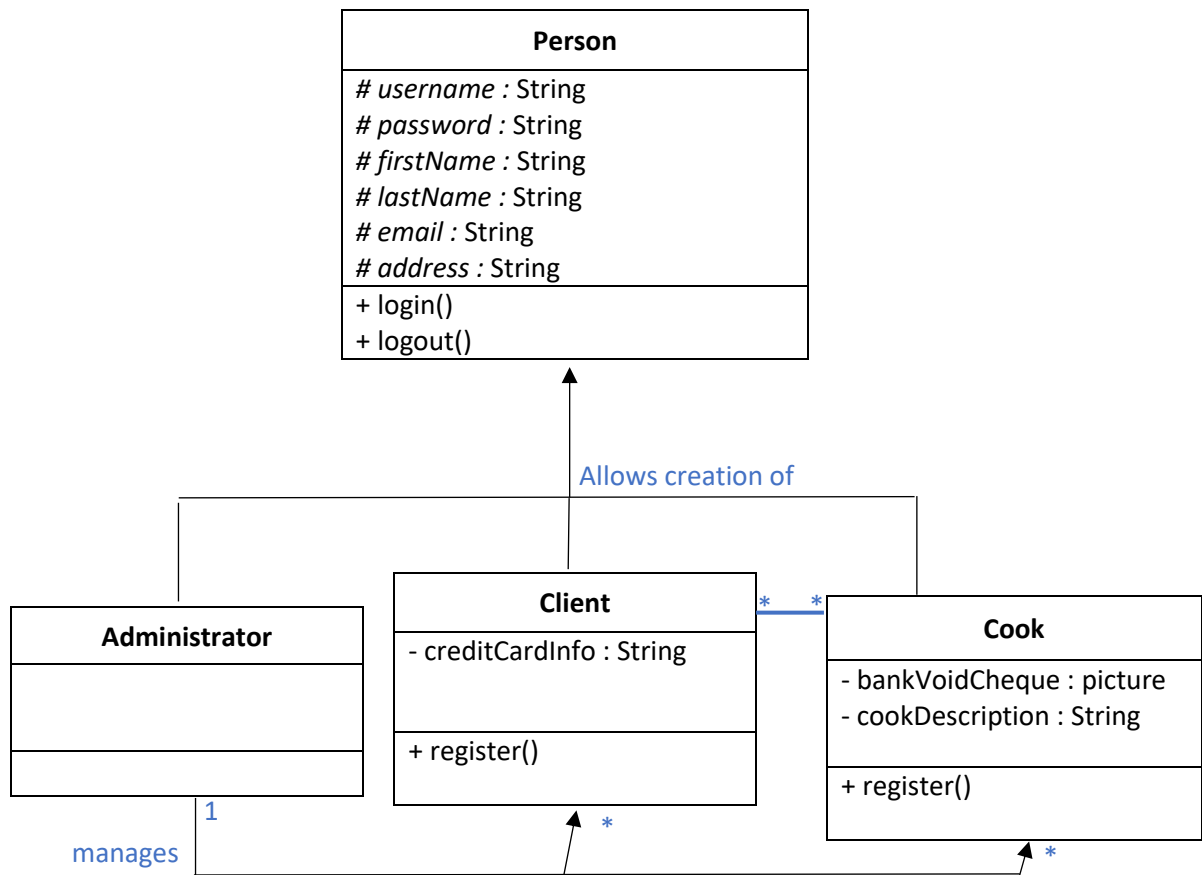 Person
# username : String
# password : String
# firstName : String
# lastName : String
# email : String
# address : String
+ login()
+ logout()
Allows creation of
Administrator
Client
- creditCardInfo : String
+ register()
* *
Cook
- bankVoidCheque : picture
- cookDescription : String
+ register()
1
manages
*
*